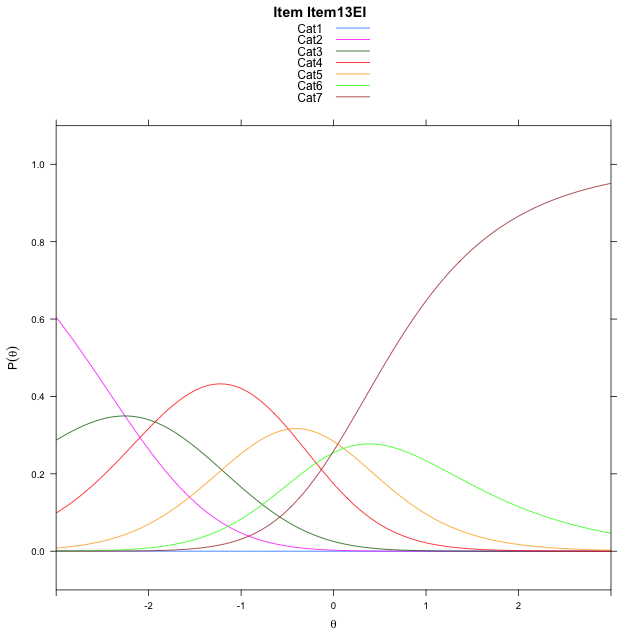 Item Item13EI
Cat1
Cat2
Cat3
Cat4
Cat5
Cat6
Cat7
1.0
0.8
0.6
0.4
0.2
0.0
P(θ)
-2
-1
0
1
2
θ